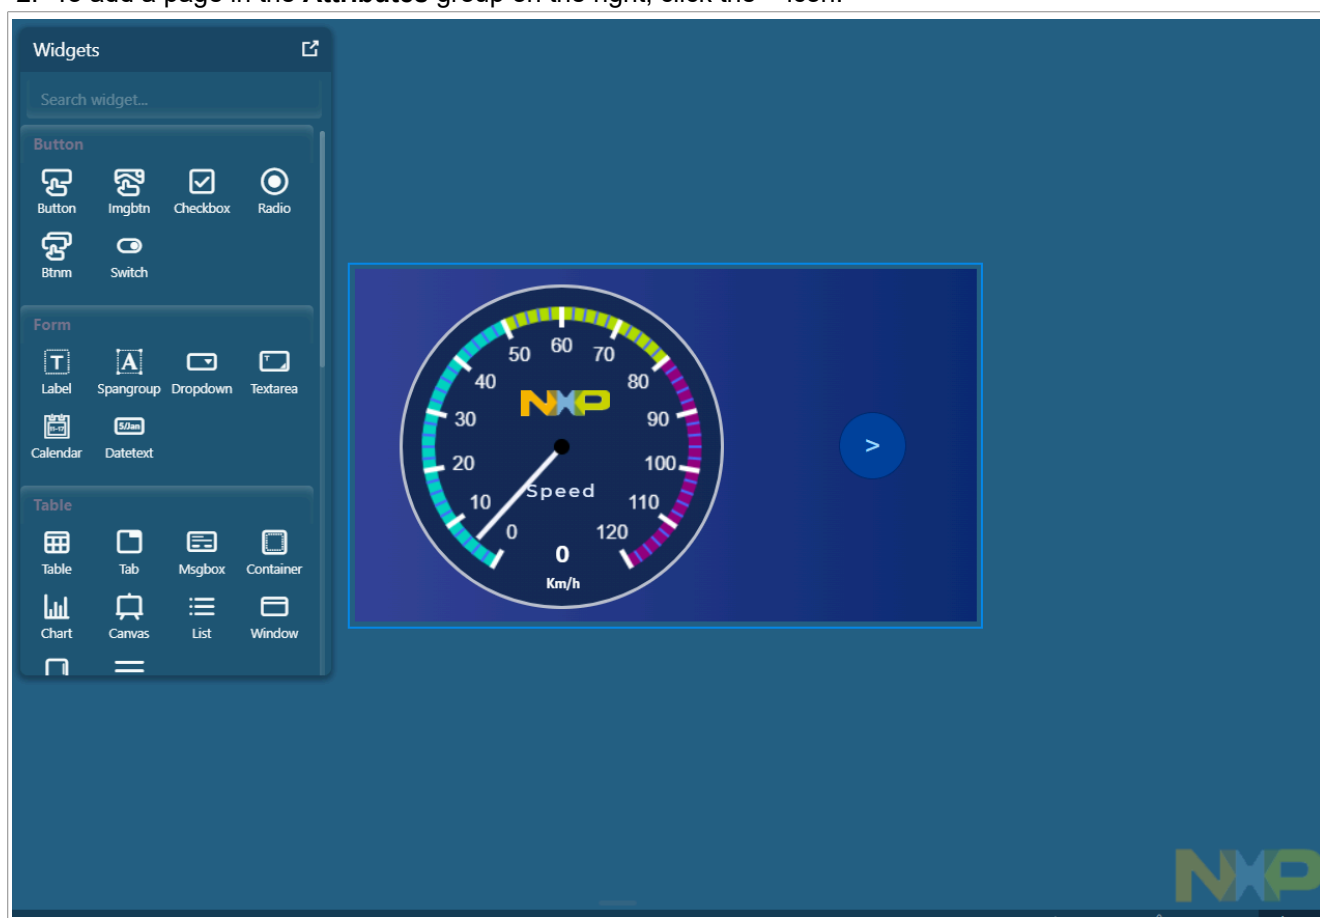 Widgets
Search widget...
Button
Button Imgbtn Checkbox Radio
Btnm Switch
Form
T A T
Label Spangroup Dropdown Textarea
5/Jan
Calendar Datetext
Table
Table Tab Msgbox Container
Chart Canvas List Window
60
50 70
40 80
NXP
30 90
>
20 100
Speed
10 110
0 120
0
Km/h
NXP